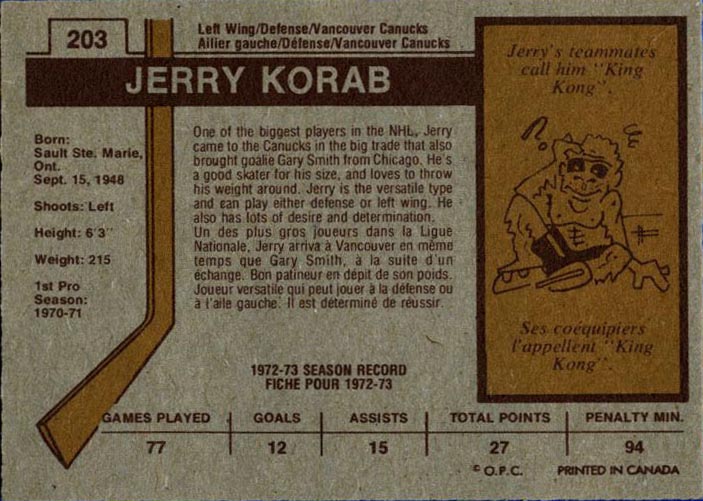 203
Left Wing/Defense/Vancouver Canucks
Ailier gauche/Défense/Vancouver Canucks
JERRY KORAB
Born:
Sault Ste. Marie,
Ont.
Sept. 15, 1948
Shoots: Left
Height: 6'3"
Weight: 215
1st Pro
Season:
1970-71
One of the biggest players in the NHL, Jerry
came to the Canucks in the big trade that also
brought goalie Gary Smith from Chicago. He's
a good skater for his size, and loves to throw
his weight around. Jerry is the versatile type
and can play either defense or left wing. He
also has lots of desire and determination.
Un des plus gros joueurs dans la Ligue
Nationale, Jerry arriva à Vancouver en même
temps que Gary Smith, à la suite d'un
échange. Bon patineur en dépit de son poids.
Joueur versatile qui peut jouer à la défense ou
à l'aile gauche. Il est déterminé de réussir.
Jerry's teammates
call him "King
Kong".
Ses coéquipiers
l'appellent "King
Kong".
1972-73 SEASON RECORD
FICHE POUR 1972-73
GAMES PLAYED GOALS ASSISTS TOTAL POINTS PENALTY MIN.
77 12 15 27 94
© O.P.C. PRINTED IN CANADA